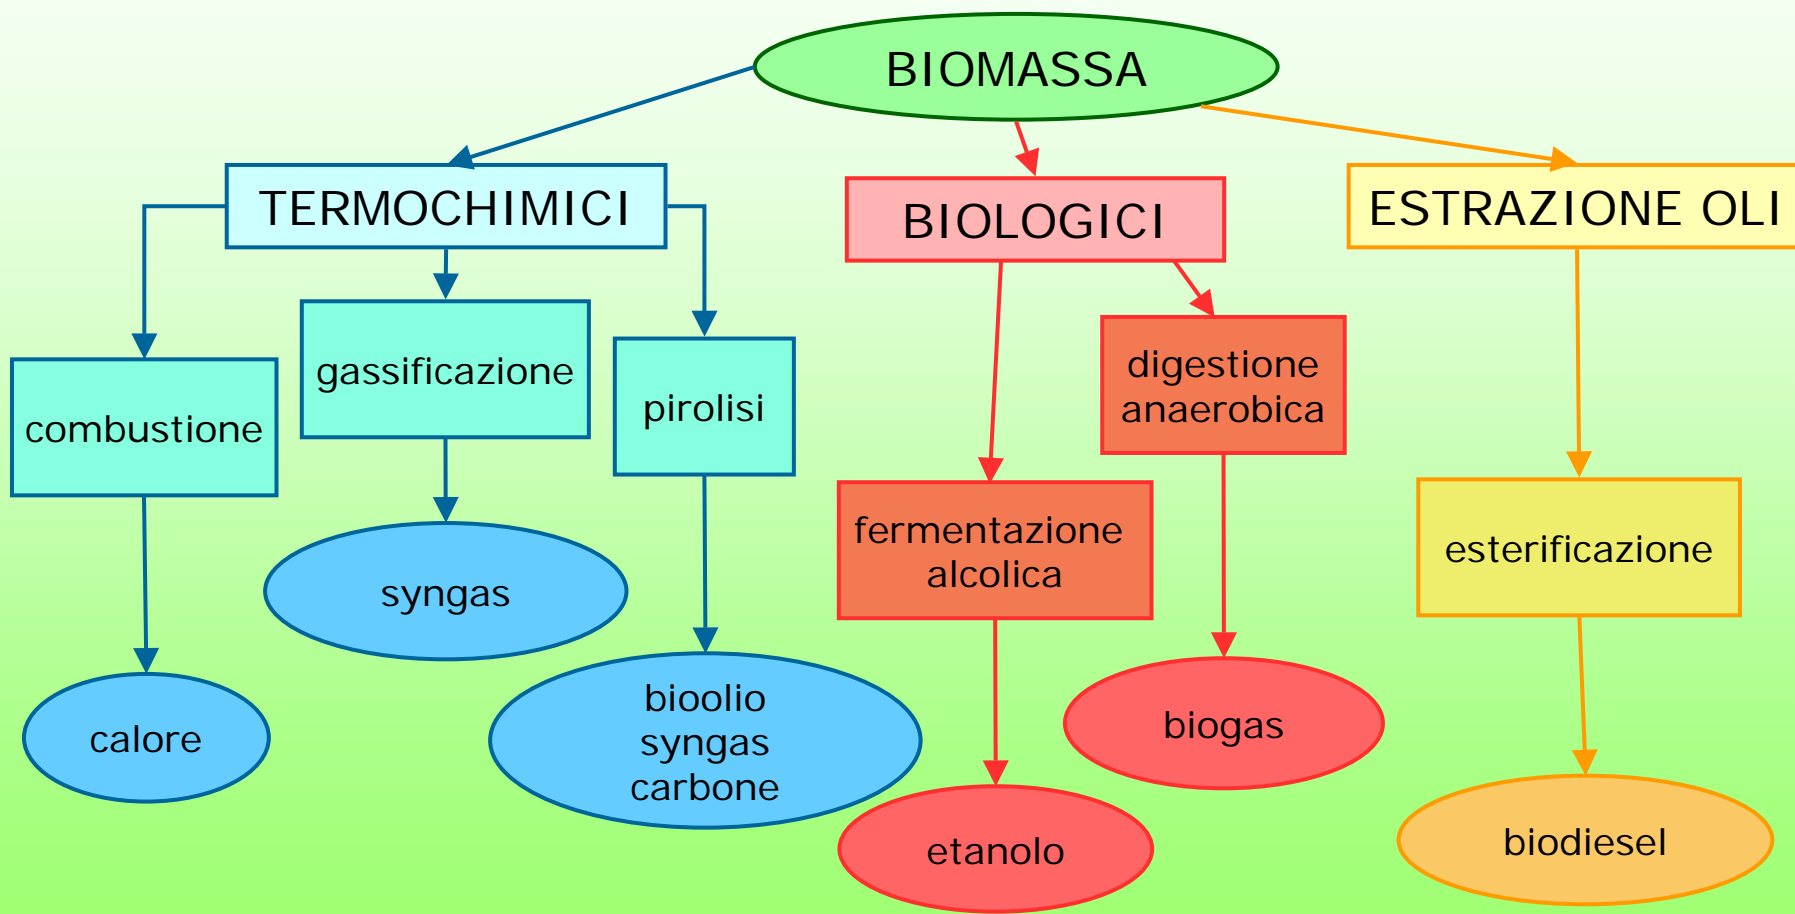 BIOMASSA
TERMOCHIMICI
BIOLOGICI
ESTRAZIONE OLI
combustione
gassificazione
pirolisi
fermentazione
alcolica
digestione
anaerobica
esterificazione
calore
syngas
bioolio
syngas
carbone
etanolo
biogas
biodiesel